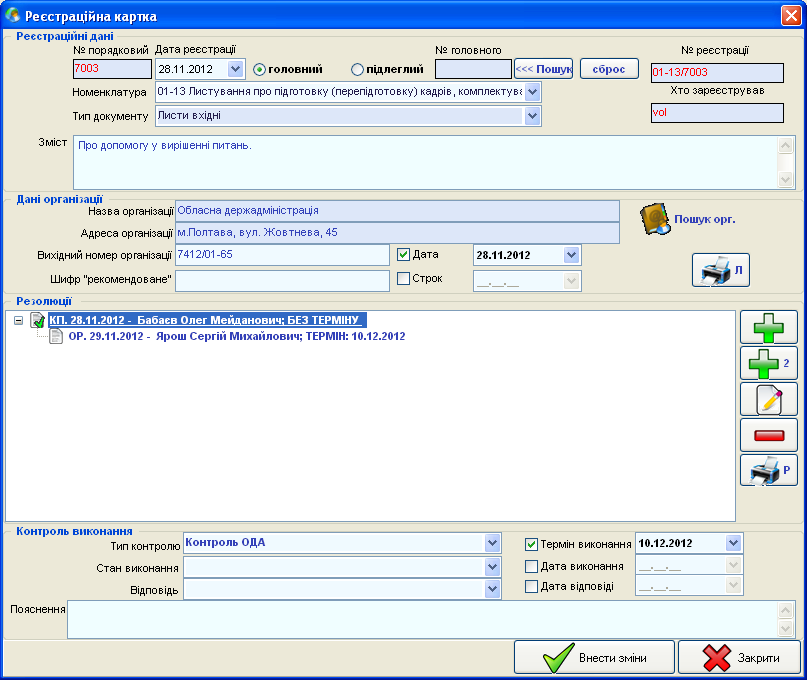 Реєстраційна картка
Реєстраційні дані
№ порядковий Дата реєстрації № головного № реєстрації
7003 28.11.2012 головний підлеглий <<< Пошук сброс 01-13/7003
Номенклатура 01-13 Листування про підготовку (перепідготовку) кадрів, комплектува Хто зареєстрував
Тип документу Листи вхідні vol
Зміст Про допомогу у вирішенні питань.
Дані організації
Назва організації Обласна держадміністрація Пошук орг.
Адреса організації м.Полтава, вул. Жовтнева, 45
Вихідний номер організації 7412/01-65 Дата 28.11.2012
Шифр "рекомендоване" Строк __.__.__ Л
Резолюції
КП. 28.11.2012 - Бабаєв Олег Мейданович; БЕЗ ТЕРМІНУ
ОР. 29.11.2012 - Ярош Сергій Михайлович; ТЕРМІН: 10.12.2012
2
Р
Контроль виконання
Тип контролю Контроль ОДА Термін виконання 10.12.2012
Стан виконання Дата виконання __.__.__
Відповідь Дата відповіді __.__.__
Пояснення
Внести зміни Закрити